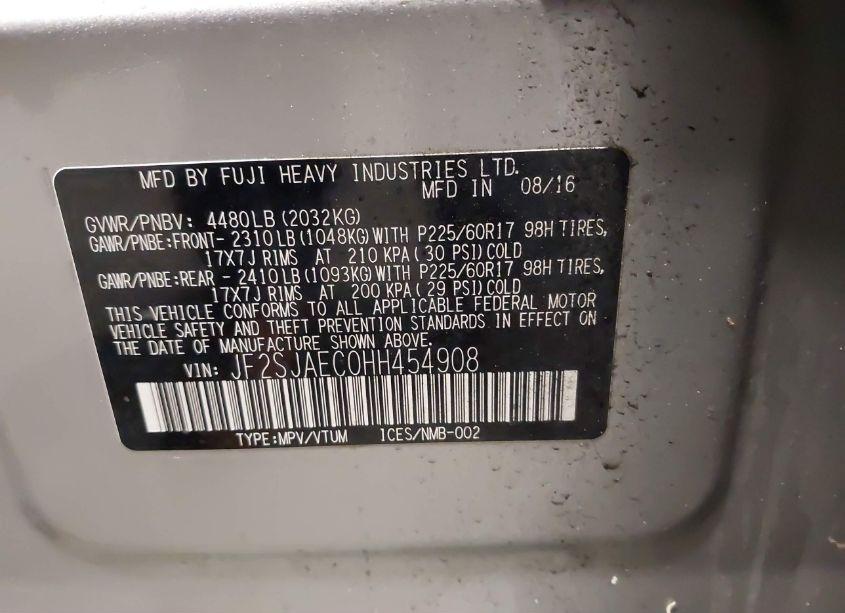 MFD BY FUJI HEAVY INDUSTRIES LTD.
MFD IN 08/16
GVWR/PNBV: 4480LB(2032KG)
GAWR/PNBE:FRONT- 2310LB(1048KG)WITH P225/60R17 98H TIRES,
17X7J RIMS AT 210 KPA( 30 PSI)COLD
GAWR/PNBE:REAR - 2410LB(1093KG)WITH P225/60R17 98H TIRES,
17X7J RIMS AT 200 KPA( 29 PSI)COLD
THIS VEHICLE CONFORMS TO ALL APPLICABLE FEDERAL MOTOR
VEHICLE SAFETY AND THEFT PREVENTION STANDARDS IN EFFECT ON
THE DATE OF MANUFACTURE SHOWN ABOVE.
VIN: JF2SJAEC0HH454908
TYPE:MPV/VTUM ICES/NMB-002